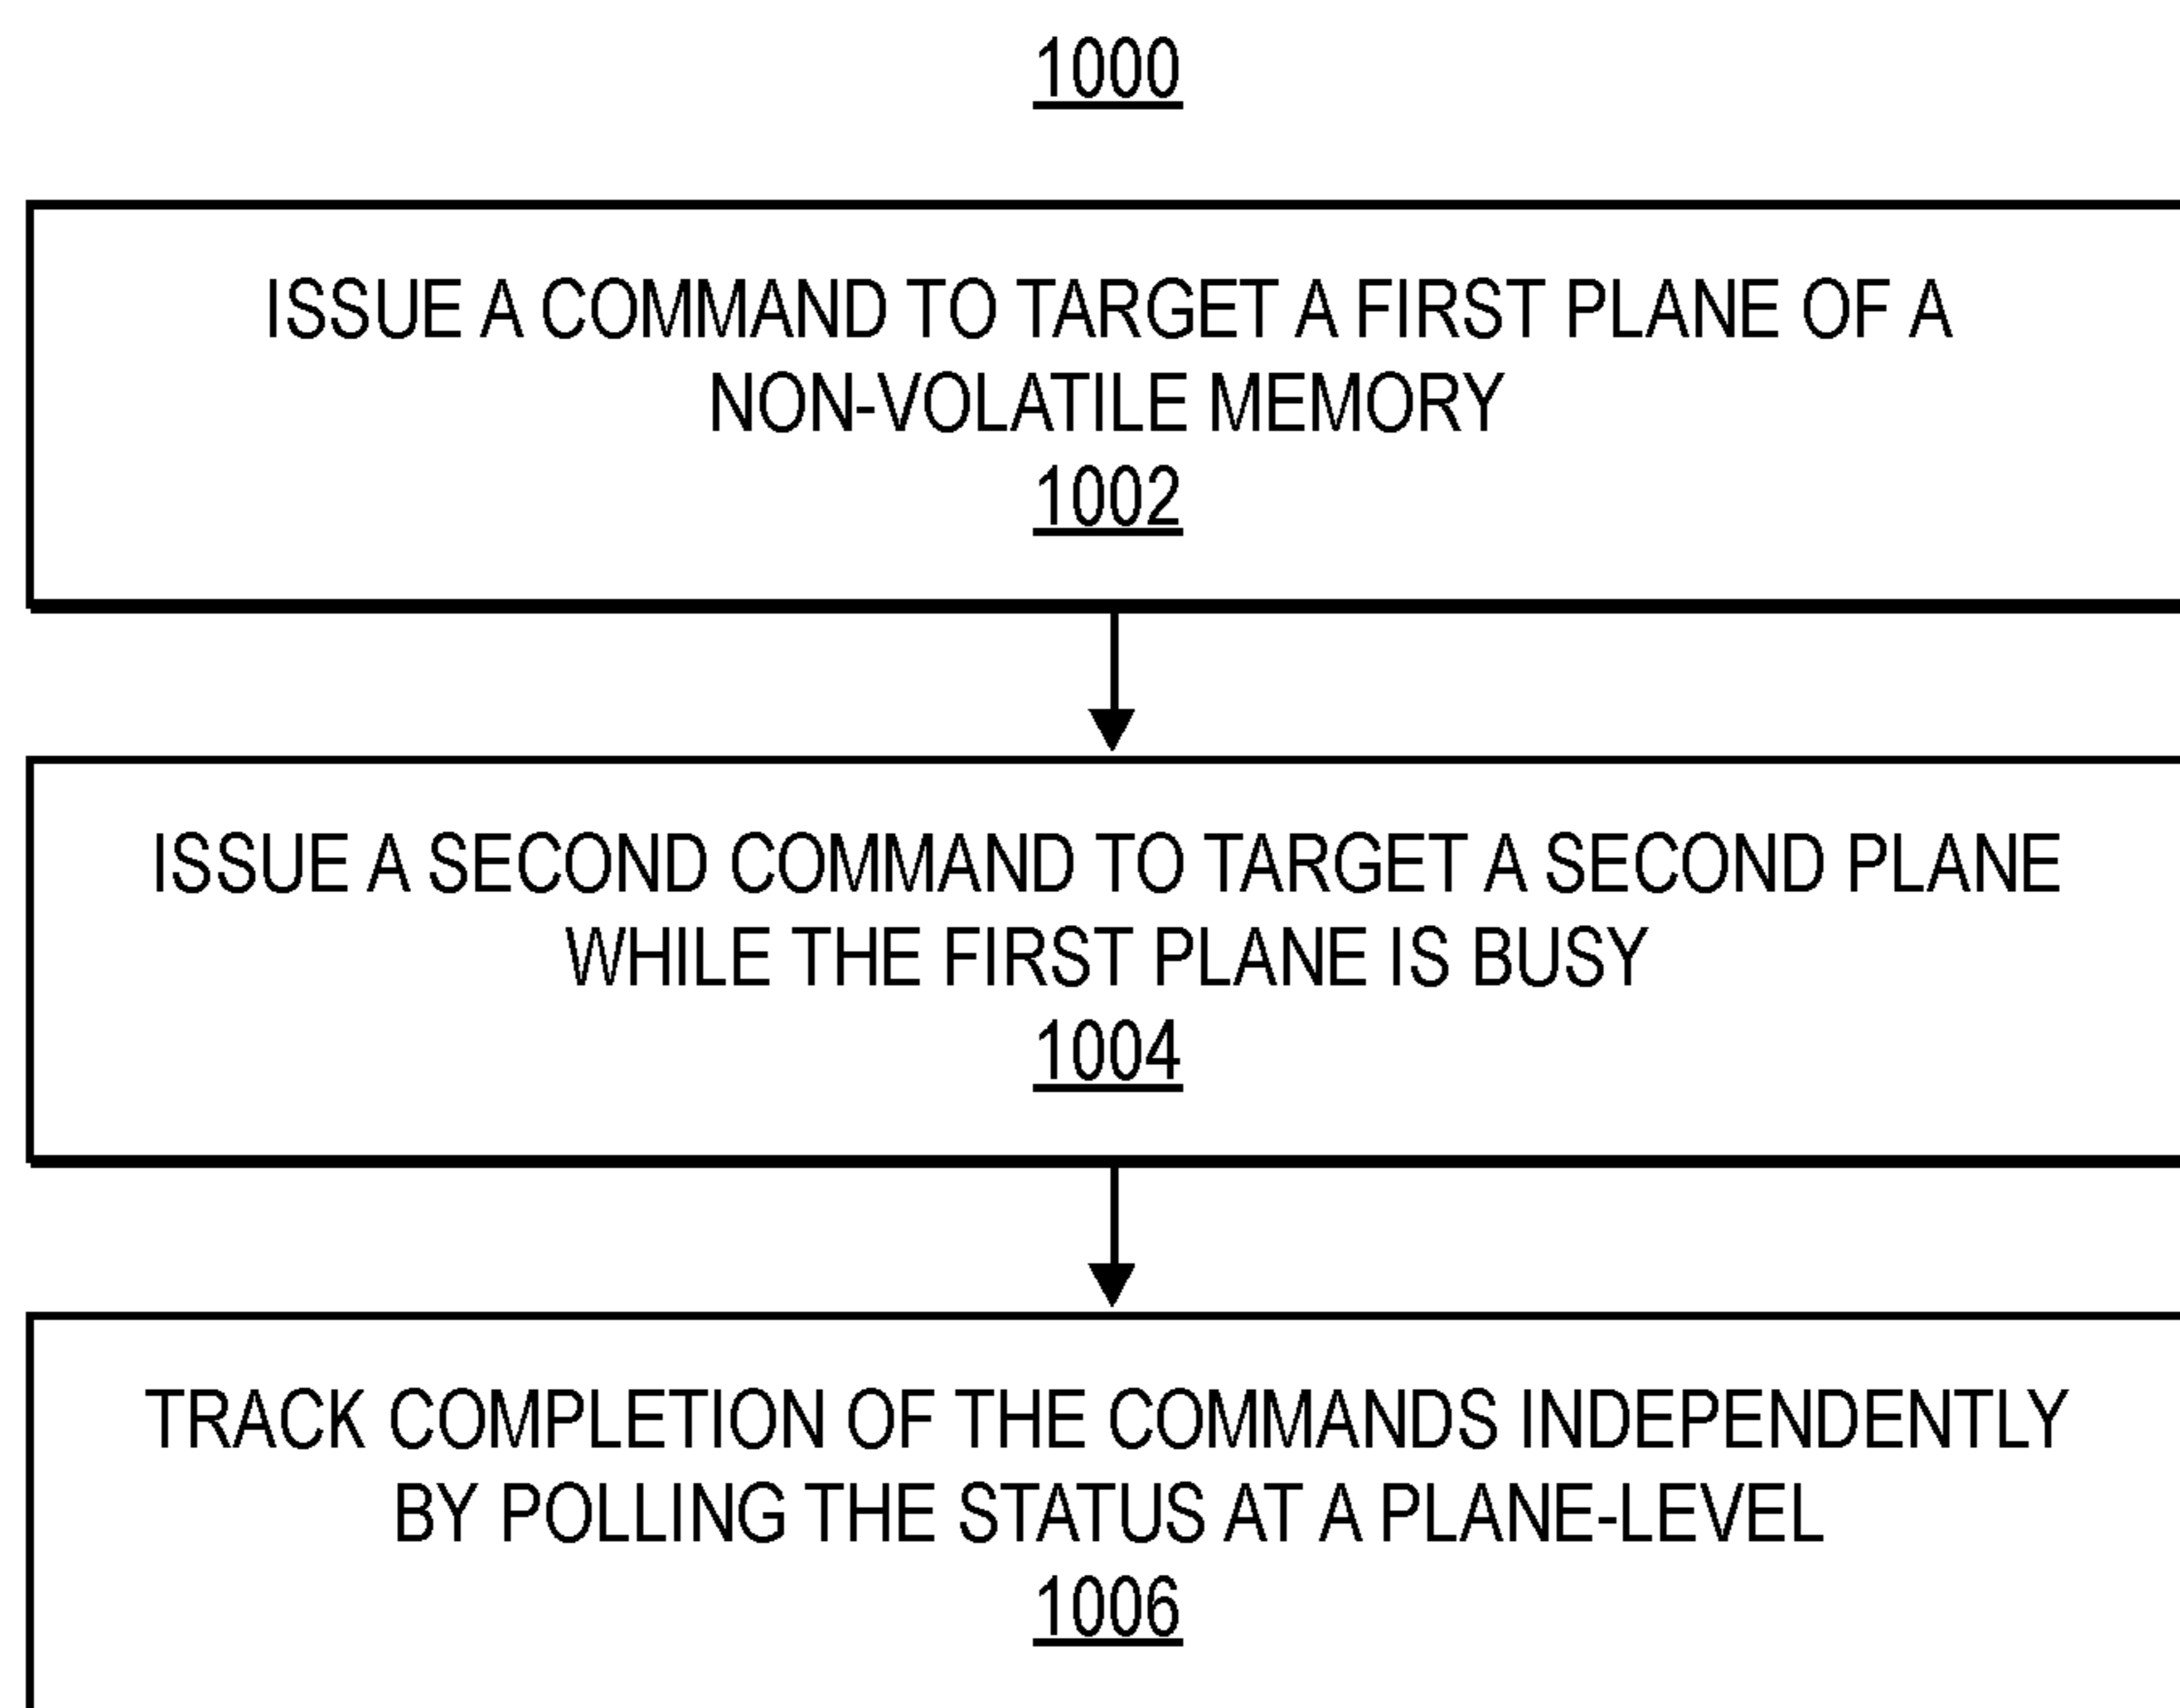 1000
ISSUE A COMMAND TO TARGET A FIRST PLANE OF A
NON-VOLATILE MEMORY
1002
ISSUE A SECOND COMMAND TO TARGET A SECOND PLANE
WHILE THE FIRST PLANE IS BUSY
1004
TRACK COMPLETION OF THE COMMANDS INDEPENDENTLY
BY POLLING THE STATUS AT A PLANE-LEVEL
1006